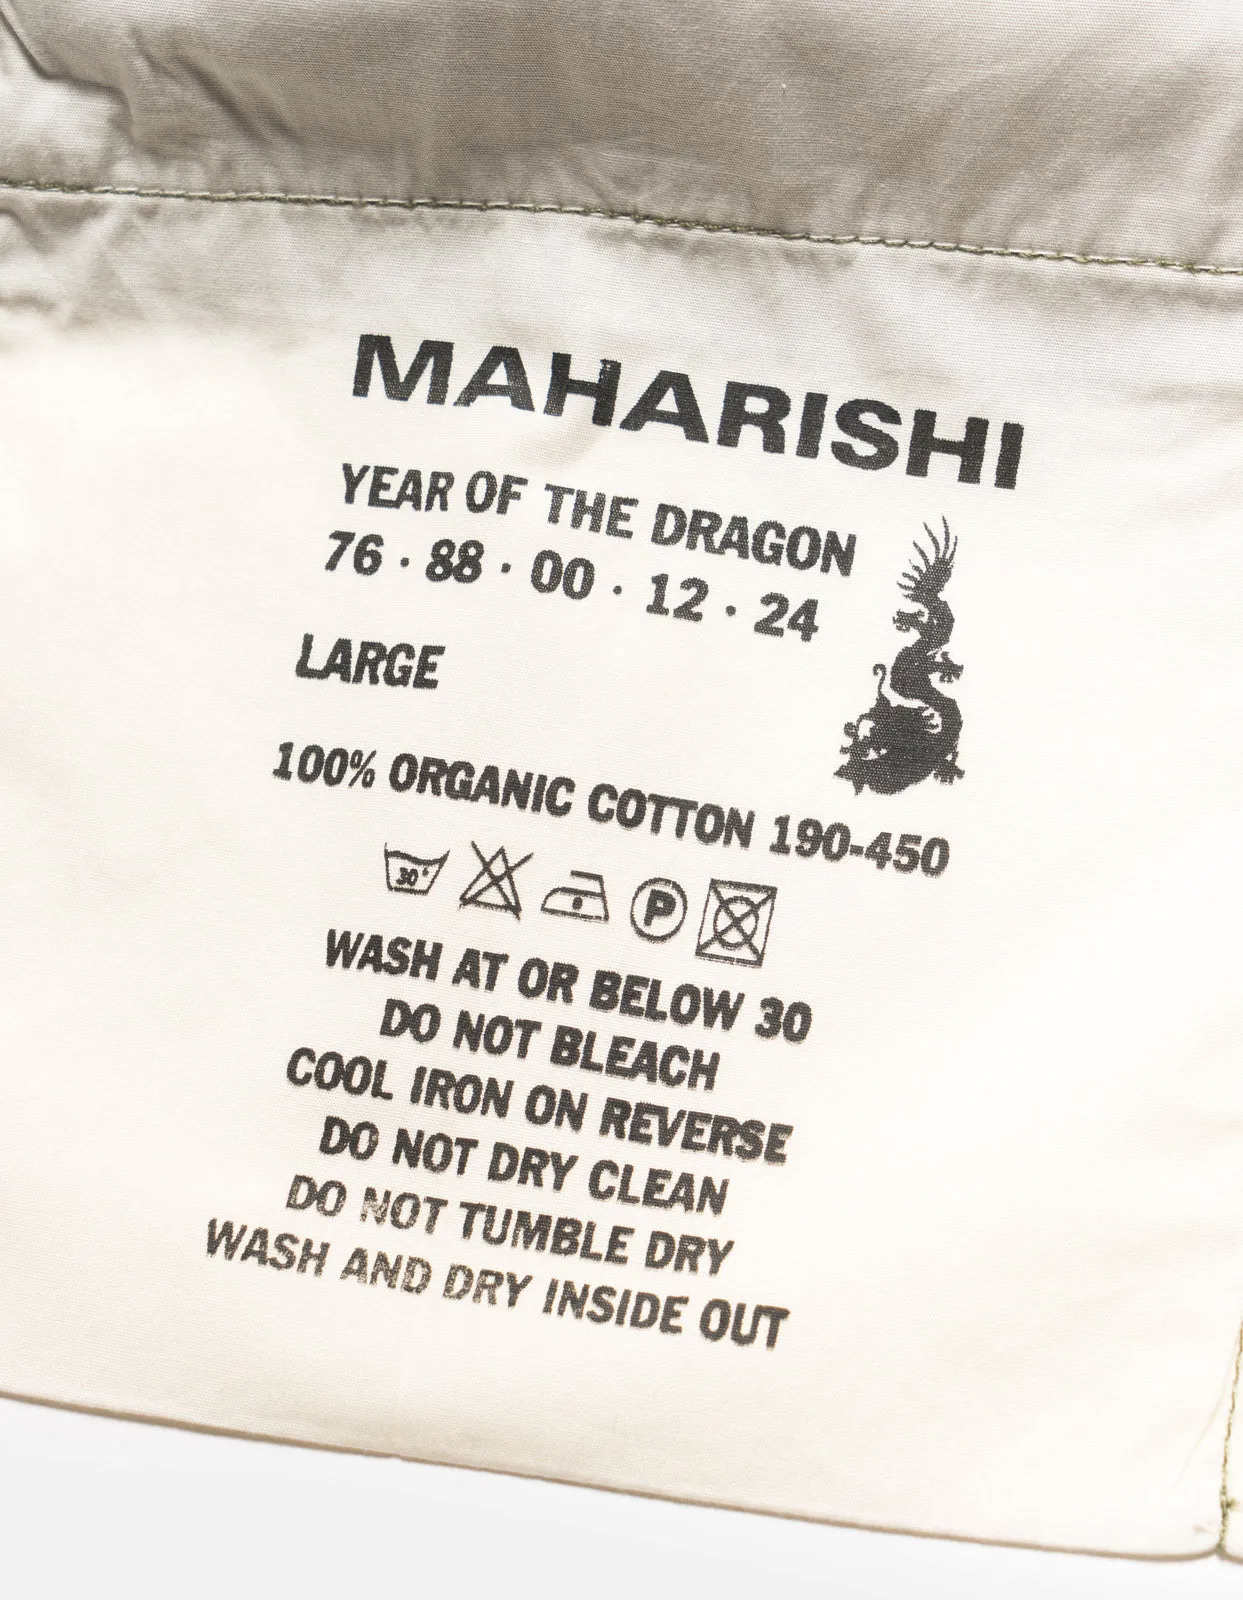 MAHARISHI
YEAR OF THE DRAGON
76 · 88 · 00 · 12 · 24
LARGE
100% ORGANIC COTTON 190-450
30°
P
WASH AT OR BELOW 30
DO NOT BLEACH
COOL IRON ON REVERSE
DO NOT DRY CLEAN
DO NOT TUMBLE DRY
WASH AND DRY INSIDE OUT